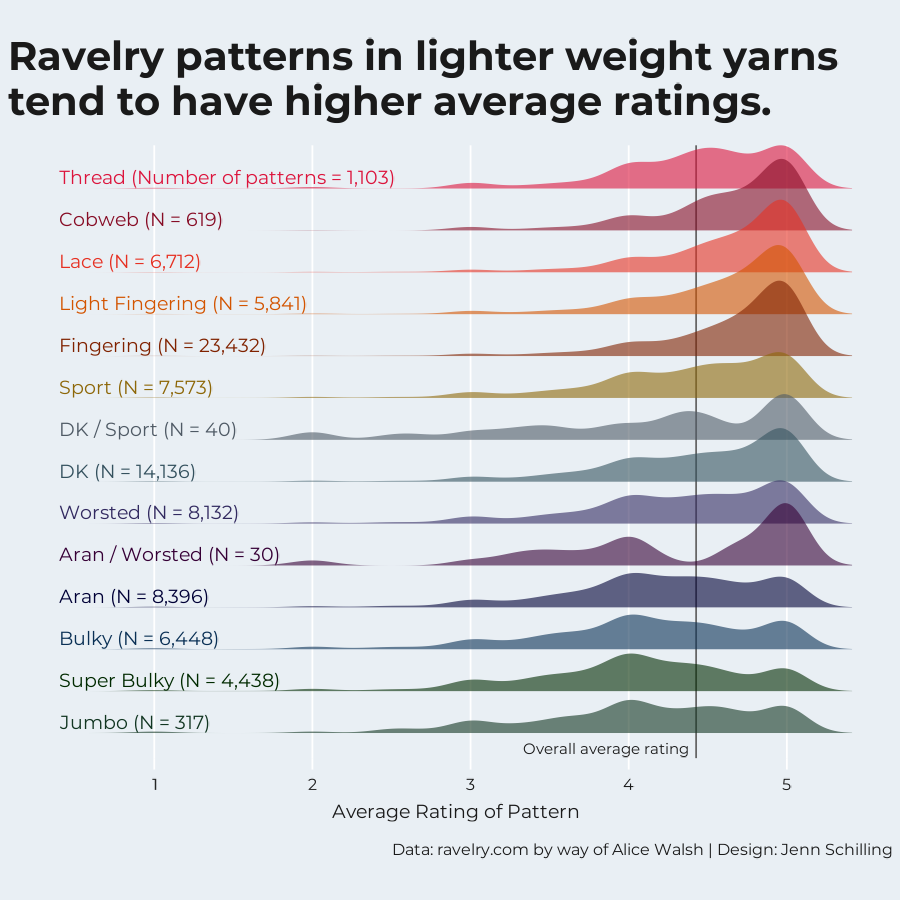 Ravelry patterns in lighter weight yarns
tend to have higher average ratings.
Thread (Number of patterns = 1,103)
Cobweb (N = 619)
Lace (N = 6,712)
Light Fingering (N = 5,841)
Fingering (N = 23,432)
Sport (N = 7,573)
DK / Sport (N = 40)
DK (N = 14,136)
Worsted (N = 8,132)
Aran / Worsted (N = 30)
Aran (N = 8,396)
Bulky (N = 6,448)
Super Bulky (N = 4,438)
Jumbo (N = 317)
Overall average rating
1 2 3 4 5
Average Rating of Pattern
Data: ravelry.com by way of Alice Walsh | Design: Jenn Schilling